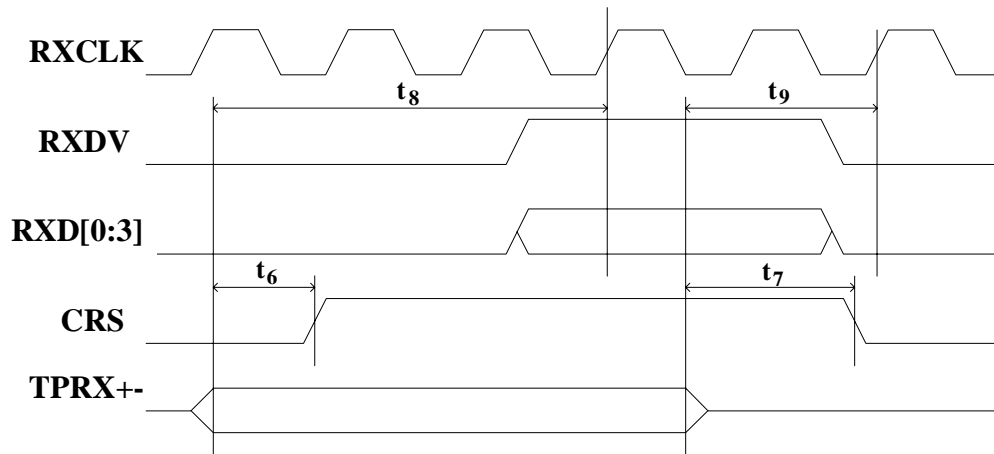 RXCLK
t8
t9
RXDV
RXD[0:3]
t6
t7
CRS
TPRX+-